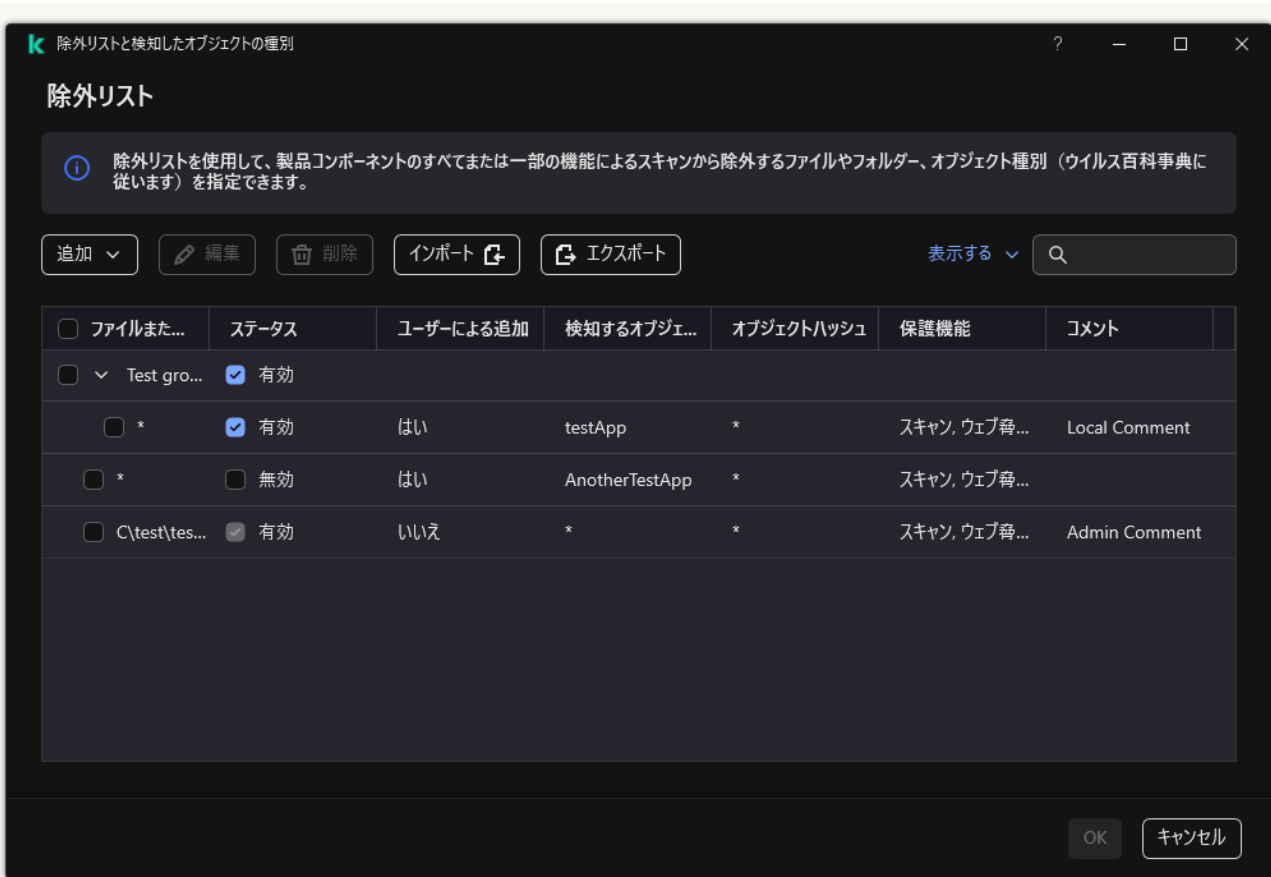 除外リストと検知したオブジェクトの種別
?
除外リスト
除外リストを使用して、製品コンポーネントのすべてまたは一部の機能によるスキャンから除外するファイルやフォルダー、オブジェクト種別（ウイルス百科事典に
従います）を指定できます。
追加 編集 削除 インポート エクスポート 表示する
ファイルまた... ステータス ユーザーによる追加 検知するオブジェ... オブジェクトハッシュ 保護機能 コメント
Test gro... 有効
* 有効 はい testApp * スキャン, ウェブ脅... Local Comment
* 無効 はい AnotherTestApp * スキャン, ウェブ脅...
C\test\tes... 有効 いいえ * * スキャン, ウェブ脅... Admin Comment
OK キャンセル